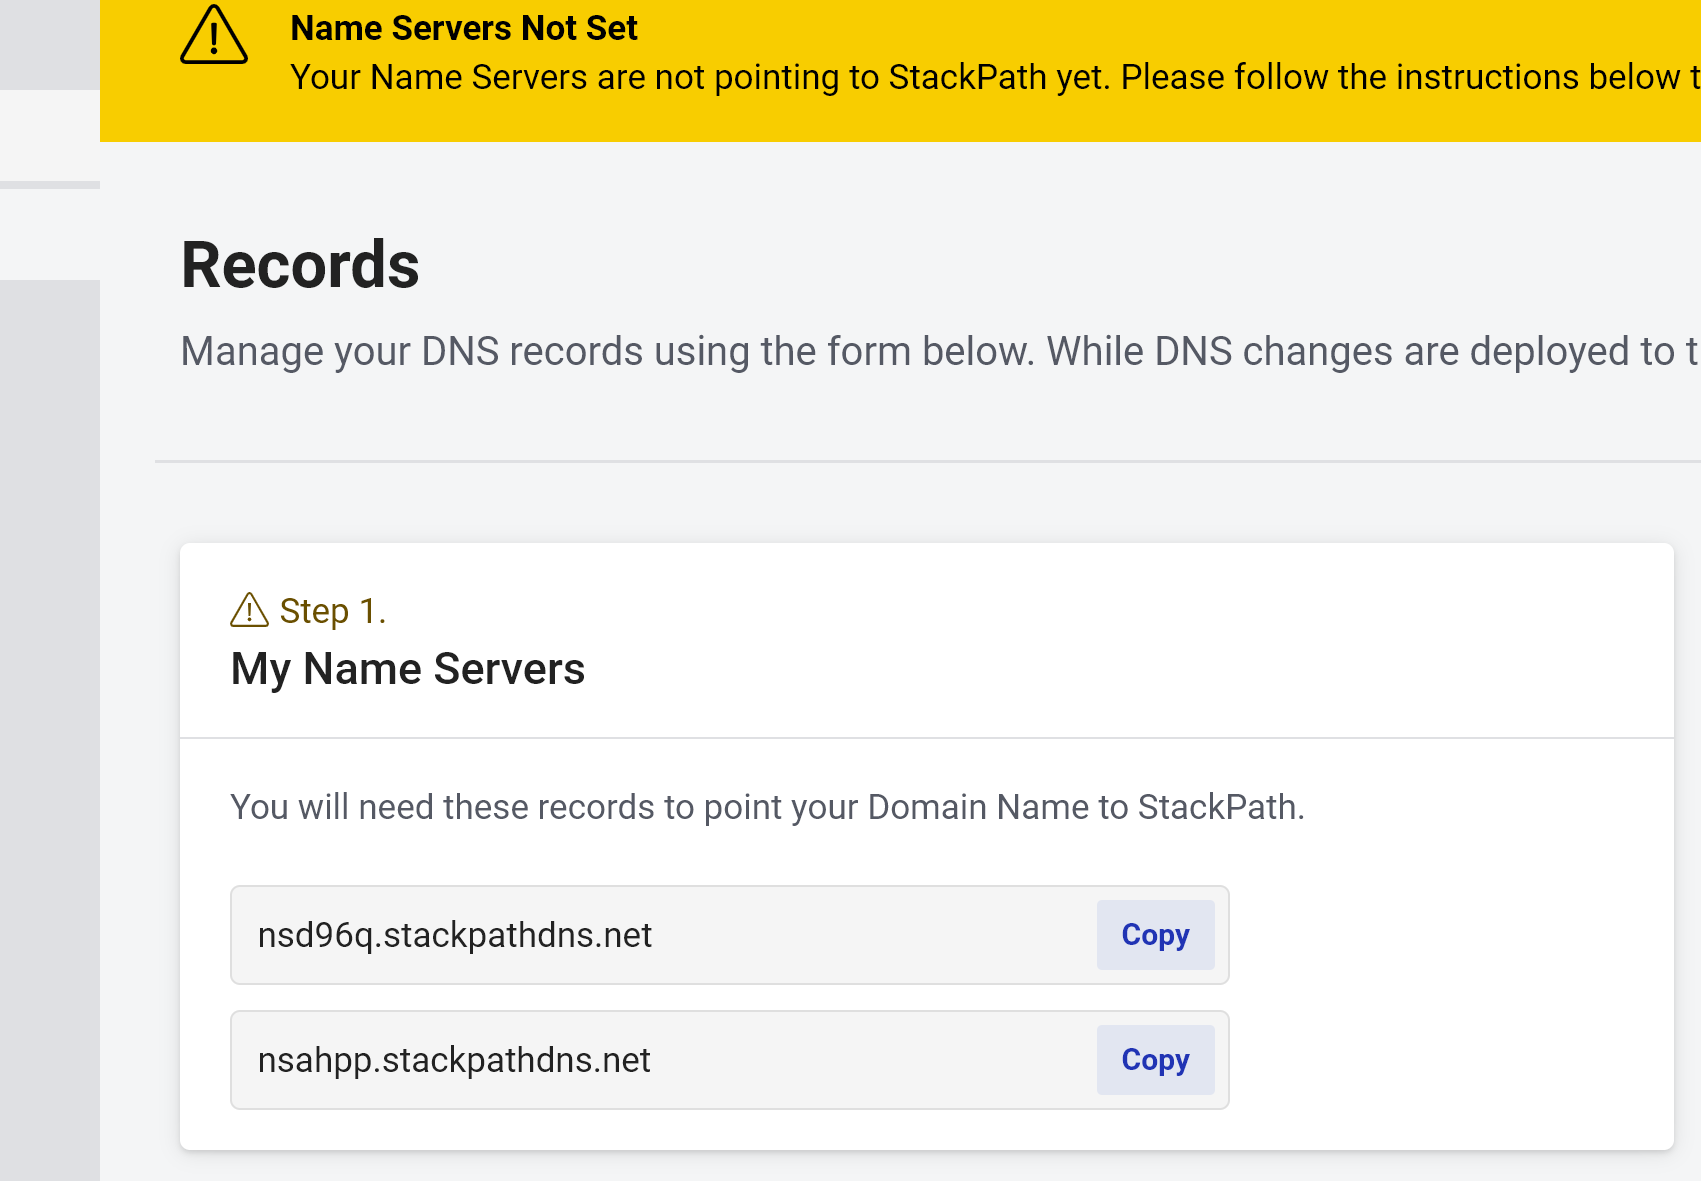 Name Servers Not Set
Your Name Servers are not pointing to StackPath yet. Please follow the instructions below t
Records
Manage your DNS records using the form below. While DNS changes are deployed to t
Step 1.
My Name Servers
You will need these records to point your Domain Name to StackPath.
nsd96q.stackpathdns.net Copy
nsahpp.stackpathdns.net Copy